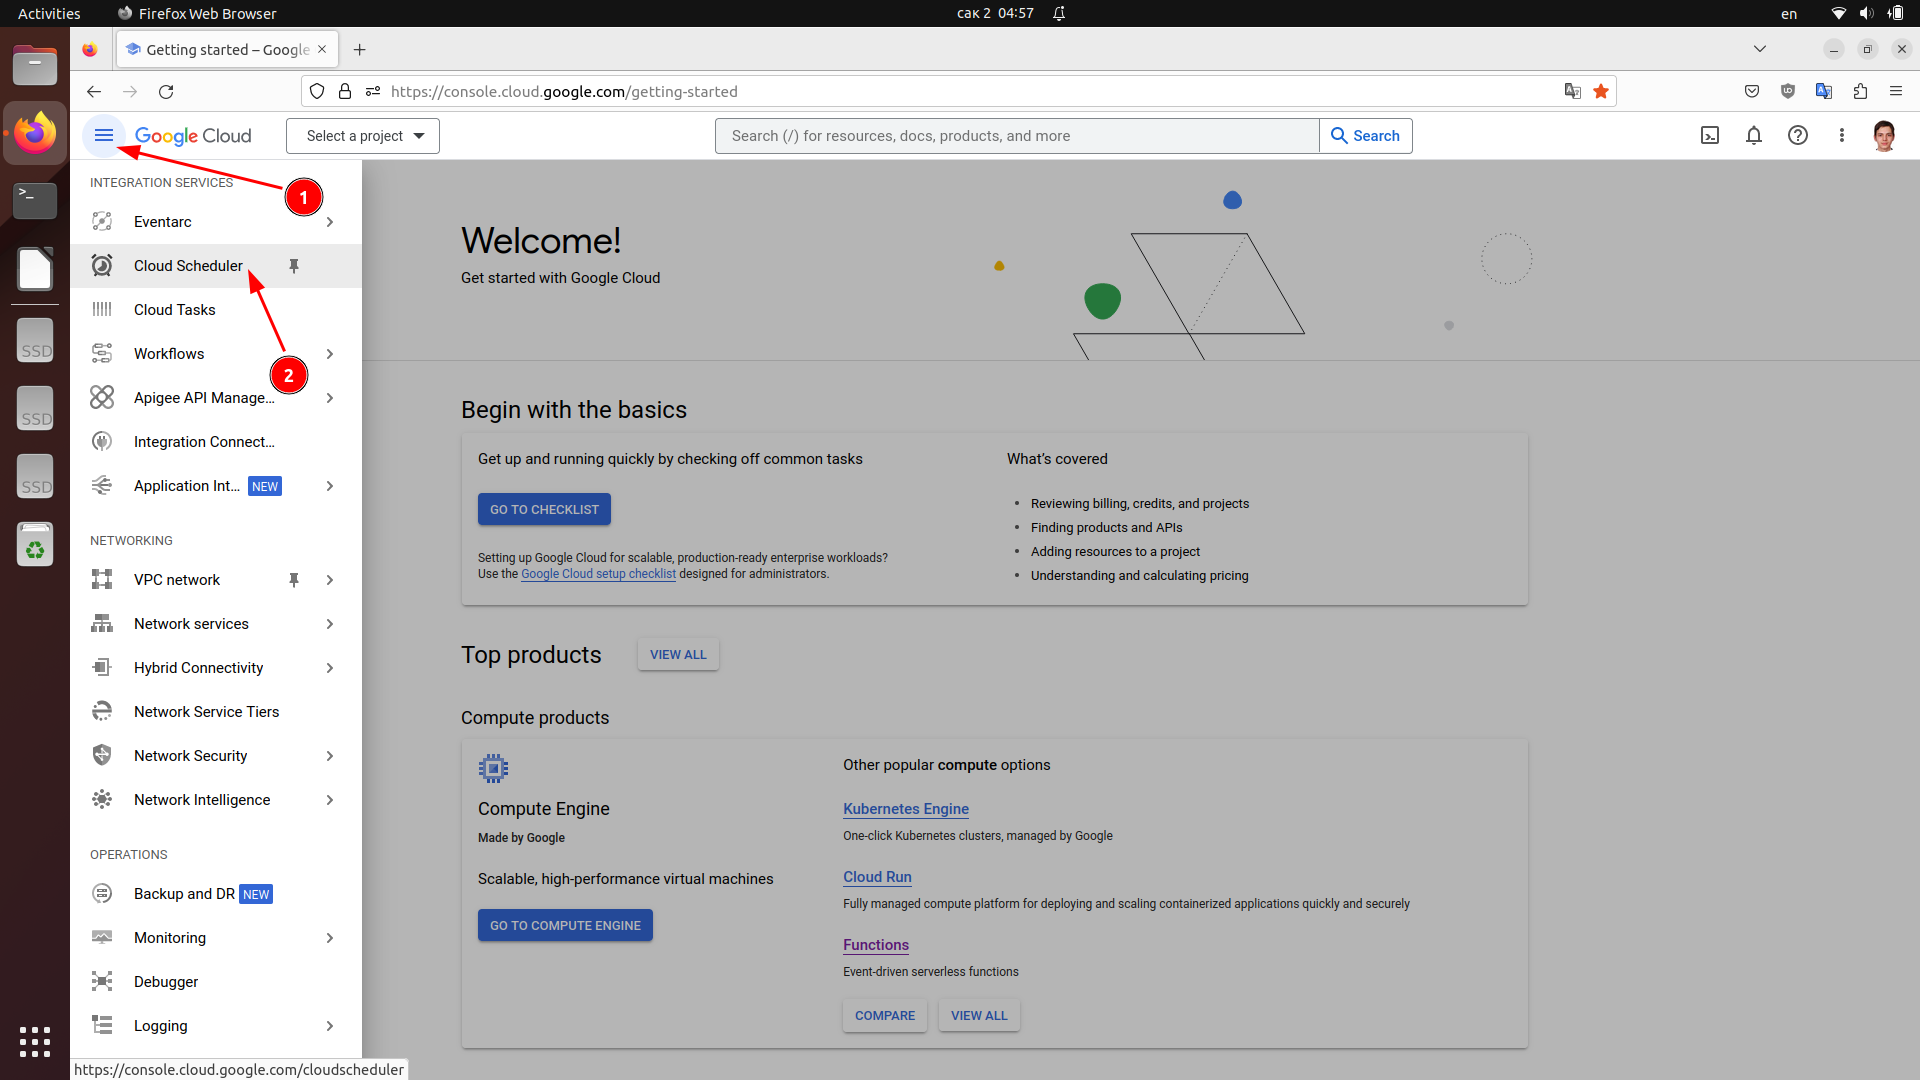 Activities
Firefox Web Browser
сак 2 04:57
en
Getting started – Google
https://console.cloud.google.com/getting-started
Google Cloud
Select a project
Search (/) for resources, docs, products, and more
Search
INTEGRATION SERVICES
1
Eventarc
Cloud Scheduler
Cloud Tasks
Workflows
2
Apigee API Manage...
Integration Connect...
Application Int... NEW
NETWORKING
VPC network
Network services
Hybrid Connectivity
Network Service Tiers
Network Security
Network Intelligence
OPERATIONS
Backup and DR NEW
Monitoring
Debugger
Logging
https://console.cloud.google.com/cloudscheduler
SSD
SSD
SSD
>_
Welcome!
Get started with Google Cloud
Begin with the basics
Get up and running quickly by checking off common tasks
GO TO CHECKLIST
Setting up Google Cloud for scalable, production-ready enterprise workloads?
Use the Google Cloud setup checklist designed for administrators.
What's covered
• Reviewing billing, credits, and projects
• Finding products and APIs
• Adding resources to a project
• Understanding and calculating pricing
Top products
VIEW ALL
Compute products
Compute Engine
Made by Google
Scalable, high-performance virtual machines
GO TO COMPUTE ENGINE
Other popular compute options
Kubernetes Engine
One-click Kubernetes clusters, managed by Google
Cloud Run
Fully managed compute platform for deploying and scaling containerized applications quickly and securely
Functions
Event-driven serverless functions
COMPARE
VIEW ALL